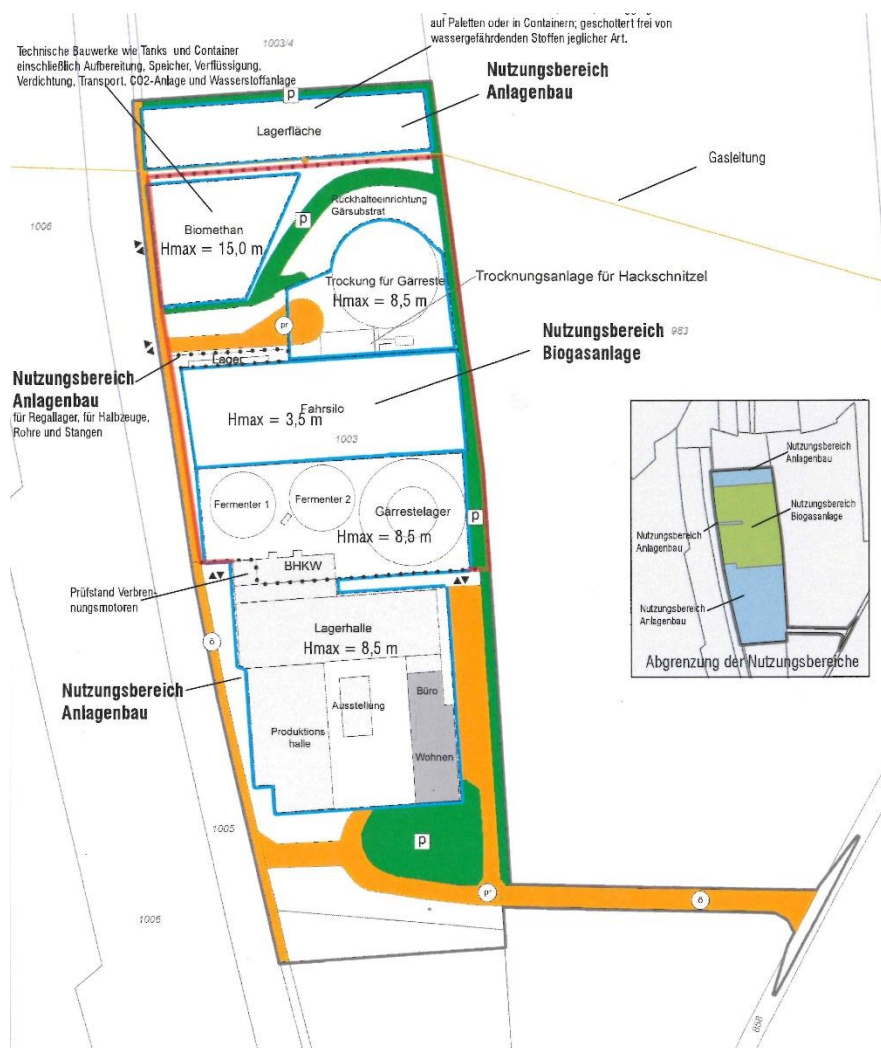 auf Paletten oder in Containern; geschottert frei von
wassergefährdenden Stoffen jeglicher Art.
1003/4
Technische Bauwerke wie Tanks und Container
einschließlich Aufbereitung, Speicher, Verflüssigung,
Verdichtung, Transport, CO2-Anlage und Wasserstoffanlage
Nutzungsbereich
Anlagenbau
p
Lagerfläche
Gasleitung
1006
Rückhalteeinrichtung
Gärsubstrat
p
Biomethan
Hmax = 15,0 m
Trockung für Gärreste
Hmax = 8,5 m
Trocknungsanlage für Hackschnitzel
pr
Nutzungsbereich
Biogasanlage
983
Lager
Nutzungsbereich
Anlagenbau
für Regallager, für Halbzeuge,
Rohre und Stangen
Fahrsilo
Hmax = 3,5 m
1003
Fermenter 1
Fermenter 2
Gärrestelager
Hmax = 8,5 m
p
BHKW
Prüfstand Verbren-
nungsmotoren
ö
Lagerhalle
Hmax = 8,5 m
Nutzungsbereich
Anlagenbau
Büro
Ausstellung
Produktions
halle
Wohnen
1005
p
pr
ö
1005
858
Nutzungsbereich
Anlagenbau
Nutzungsbereich
Biogasanlage
Nutzungsbereich
Anlagenbau
Nutzungsbereich
Anlagenbau
Abgrenzung der Nutzungsbereiche